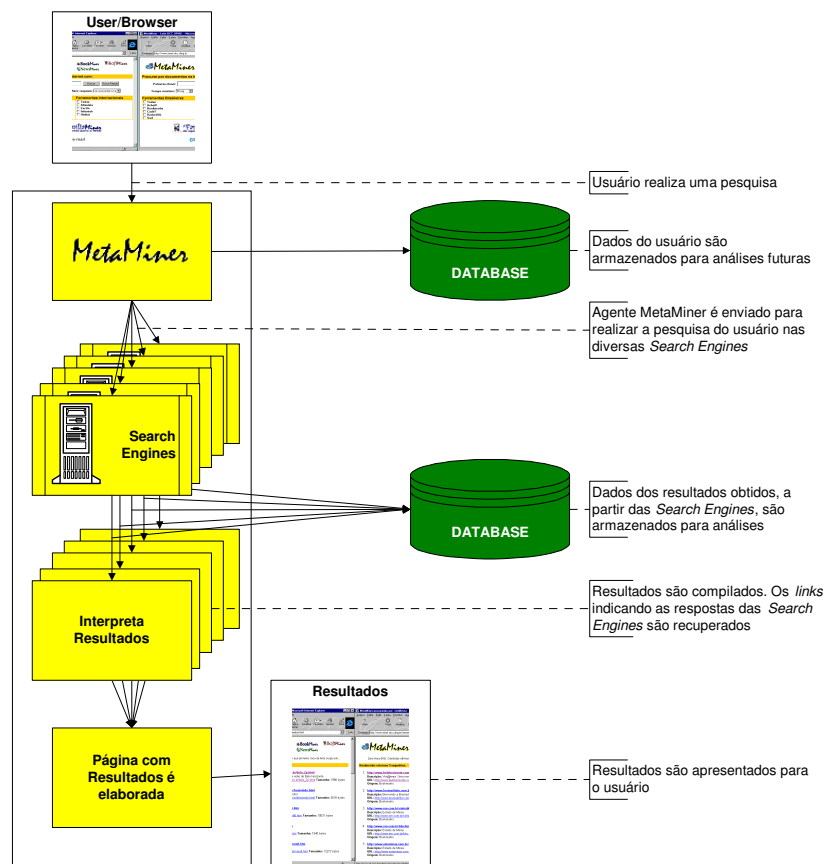 User/Browser
MetaMiner
Usuário realiza uma pesquisa
MetaMiner
DATABASE
Dados do usuário são
armazenados para análises futuras
Agente MetaMiner é enviado para
realizar a pesquisa do usuário nas
diversas Search Engines
Search
Engines
DATABASE
Dados dos resultados obtidos, a
partir das Search Engines, são
armazenados para análises
Interpreta
Resultados
Resultados são compilados. Os links
indicando as respostas das Search
Engines são recuperados
Resultados
MetaMiner
Página com
Resultados é
elaborada
Resultados são apresentados para
o usuário